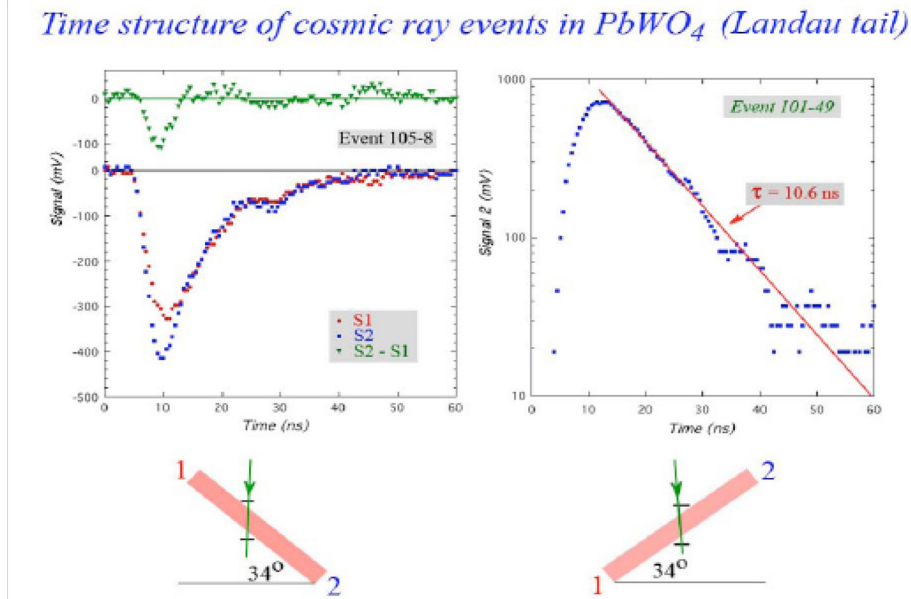 Time structure of cosmic ray events in PbWO4 (Landau tail)
0
-100
Event 105-8
0
-100
-200
-300
-400
-500
Signal (mV)
S1
S2
S2 - S1
0 10 20 30 40 50 60
Time (ns)
1000
100
10
Signal 2 (mV)
Event 101-49
τ = 10.6 ns
0 10 20 30 40 50 60
Time (ns)
1
34o
2
2
1
34o